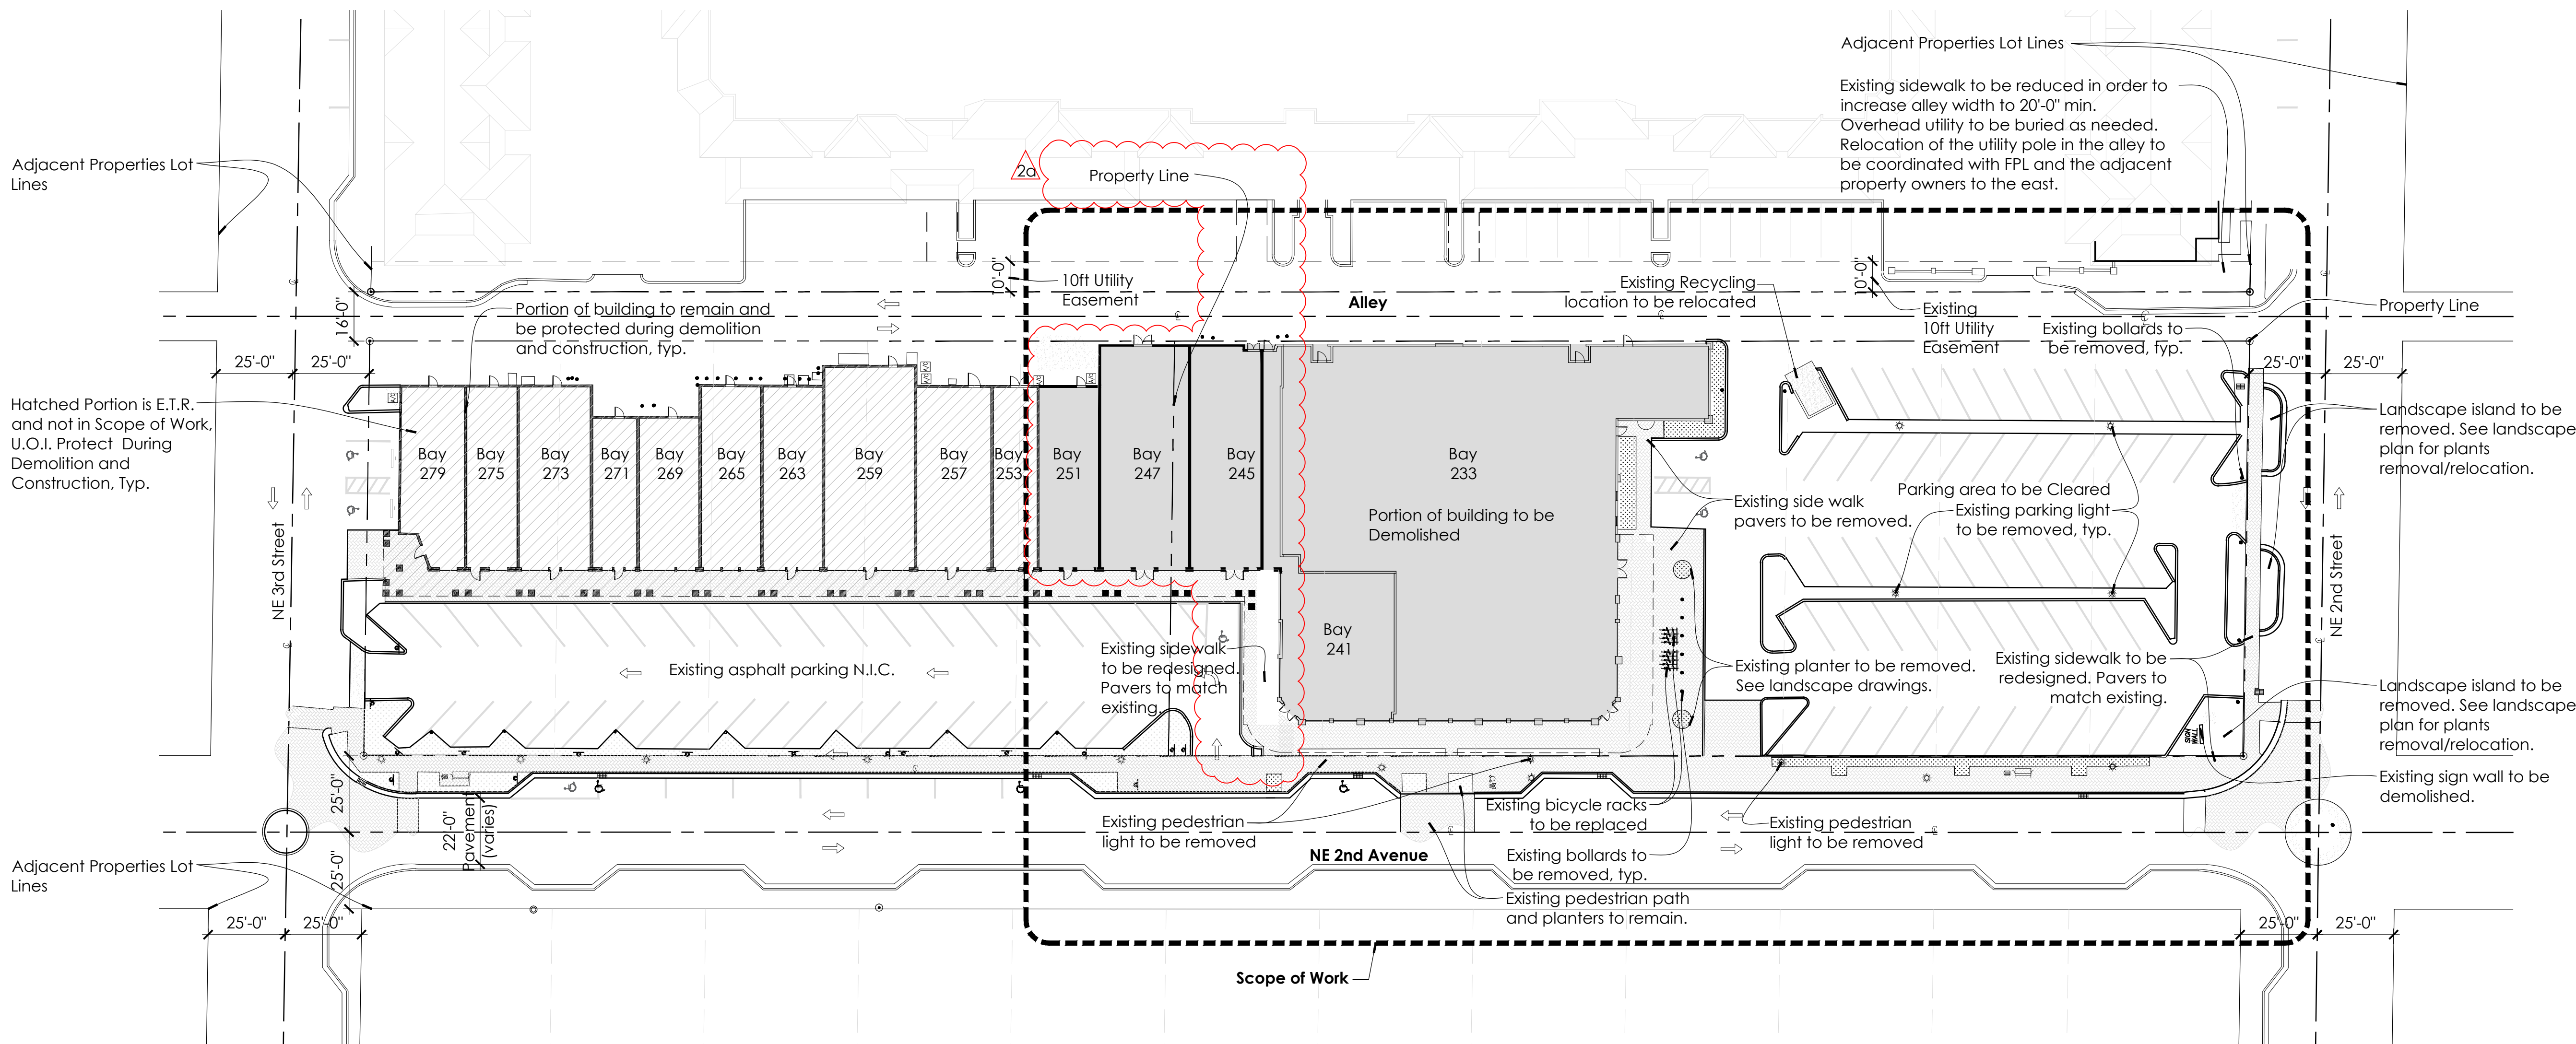 Adjacent Properties Lot Lines
Existing sidewalk to be reduced in order to
increase alley width to 20'-0" min.
Overhead utility to be buried as needed.
Relocation of the utility pole in the alley to
be coordinated with FPL and the adjacent
property owners to the east.
Adjacent Properties Lot
Lines
2a
Property Line
10'-0"
10ft Utility
Easement
Alley
Existing Recycling
location to be relocated
10'-0"
Existing
10ft Utility
Easement
Existing bollards to
be removed, typ.
Property Line
16'-0"
Portion of building to remain and
be protected during demolition
and construction, typ.
25'-0"
25'-0"
25'-0"
25'-0"
Hatched Portion is E.T.R.
and not in Scope of Work,
U.O.I. Protect During
Demolition and
Construction, Typ.
Bay
279
Bay
275
Bay
273
Bay
271
Bay
269
Bay
265
Bay
263
Bay
259
Bay
257
Bay
253
Bay
251
Bay
247
Bay
245
Bay
233
Portion of building to be
Demolished
Bay
241
Landscape island to be
removed. See landscape
plan for plants
removal/relocation.
Existing side walk
pavers to be removed.
Parking area to be Cleared
Existing parking light
to be removed, typ.
NE 3rd Street
NE 2nd Street
Existing asphalt parking N.I.C.
Existing sidewalk
to be redesigned.
Pavers to match
existing.
Existing planter to be removed.
See landscape drawings.
Existing sidewalk to be
redesigned. Pavers to
match existing.
SIGN
WALL
Landscape island to be
removed. See landscape
plan for plants
removal/relocation.
Existing sign wall to be
demolished.
25'-0"
25'-0"
22'-0"
Pavement
(varies)
Existing pedestrian
light to be removed
Existing bicycle racks
to be replaced
Existing pedestrian
light to be removed
NE 2nd Avenue
Existing bollards to
be removed, typ.
Existing pedestrian path
and planters to remain.
Adjacent Properties Lot
Lines
25'-0"
25'-0"
25'-0"
25'-0"
Scope of Work